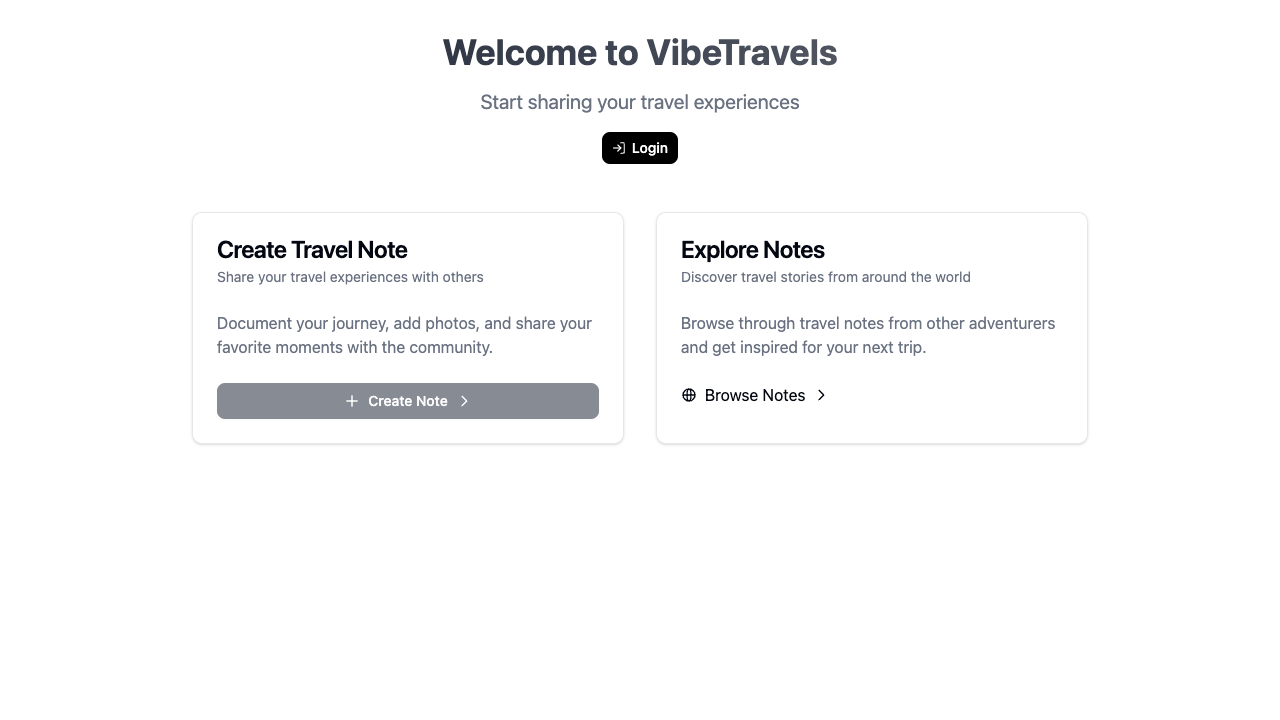 Welcome to VibeTravels
Start sharing your travel experiences
Login
Create Travel Note
Share your travel experiences with others
Document your journey, add photos, and share your
favorite moments with the community.
Create Note
Explore Notes
Discover travel stories from around the world
Browse through travel notes from other adventurers
and get inspired for your next trip.
Browse Notes